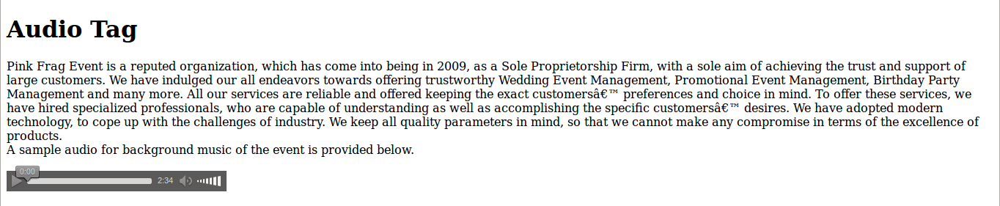 Audio Tag
Pink Frag Event is a reputed organization, which has come into being in 2009, as a Sole Proprietorship Firm, with a sole aim of achieving the trust and support of
large customers. We have indulged our all endeavors towards offering trustworthy Wedding Event Management, Promotional Event Management, Birthday Party
Management and many more. All our services are reliable and offered keeping the exact customersâ€™ preferences and choice in mind. To offer these services, we
have hired specialized professionals, who are capable of understanding as well as accomplishing the specific customersâ€™ desires. We have adopted modern
technology, to cope up with the challenges of industry. We keep all quality parameters in mind, so that we cannot make any compromise in terms of the excellence of
products.
A sample audio for background music of the event is provided below.
0:00
2:34